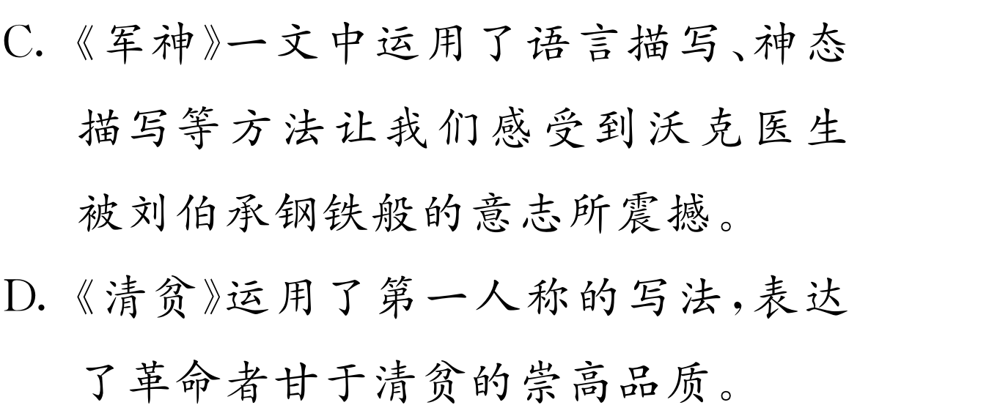 C. 《军神》一文中运用了语言描写、神态
描写等方法让我们感受到沃克医生
被刘伯承钢铁般的意志所震撼。
D. 《清贫》运用了第一人称的写法,表达
了革命者甘于清贫的崇高品质。